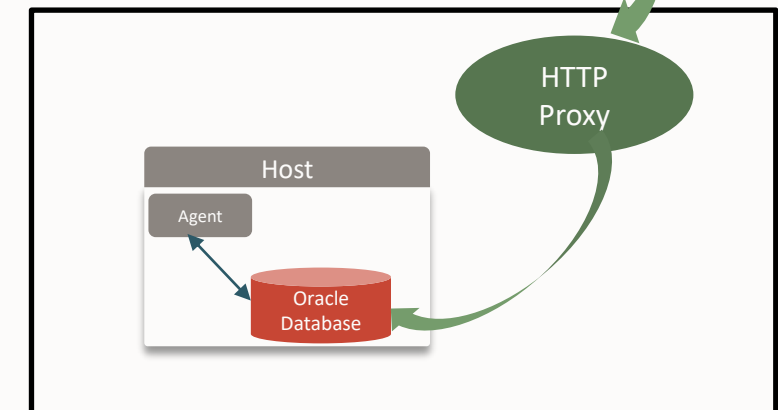 HTTP
Proxy
Host
Agent
Oracle
Database